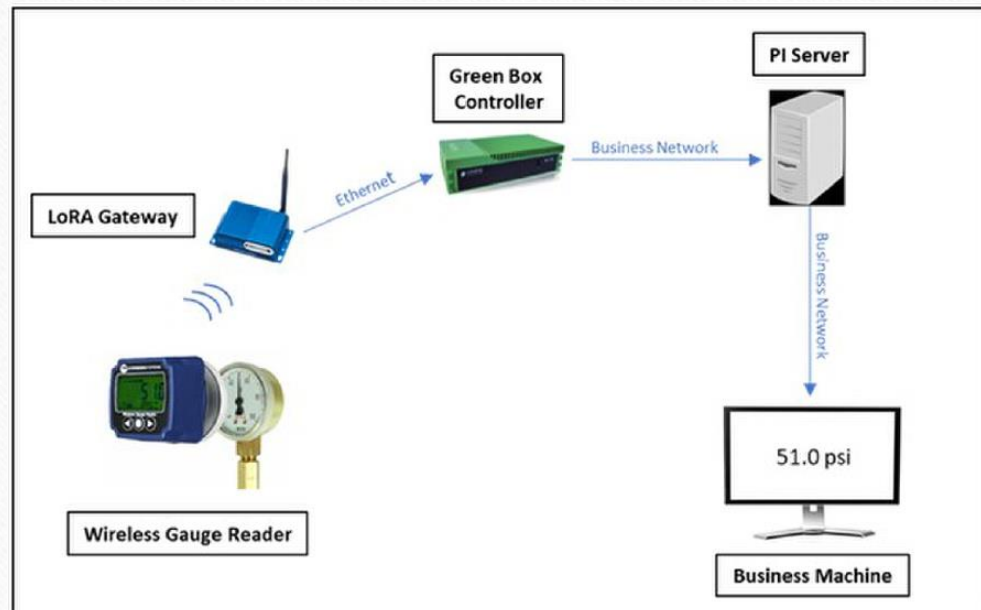 PI Server
Green Box
Controller
Business Network
Ethernet
LoRA Gateway
Business Network
51.0 psi
Wireless Gauge Reader
Business Machine